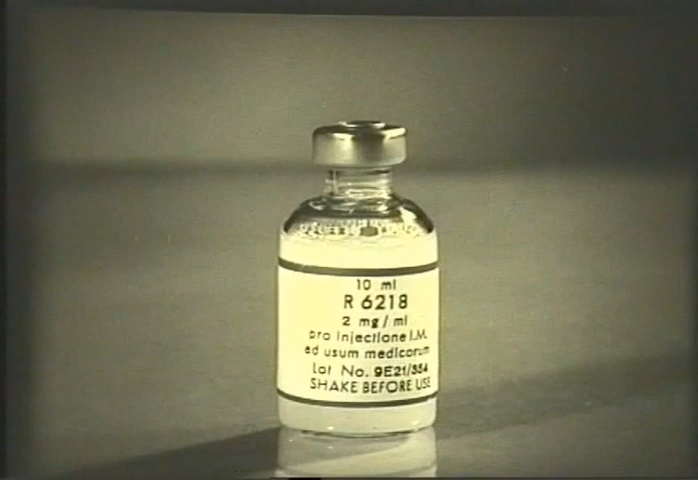 10 ml
R 6218
2 mg/ml
pro injectione I.M.
ad usum medicorum
Lot No. 9E21/354
SHAKE BEFORE USE